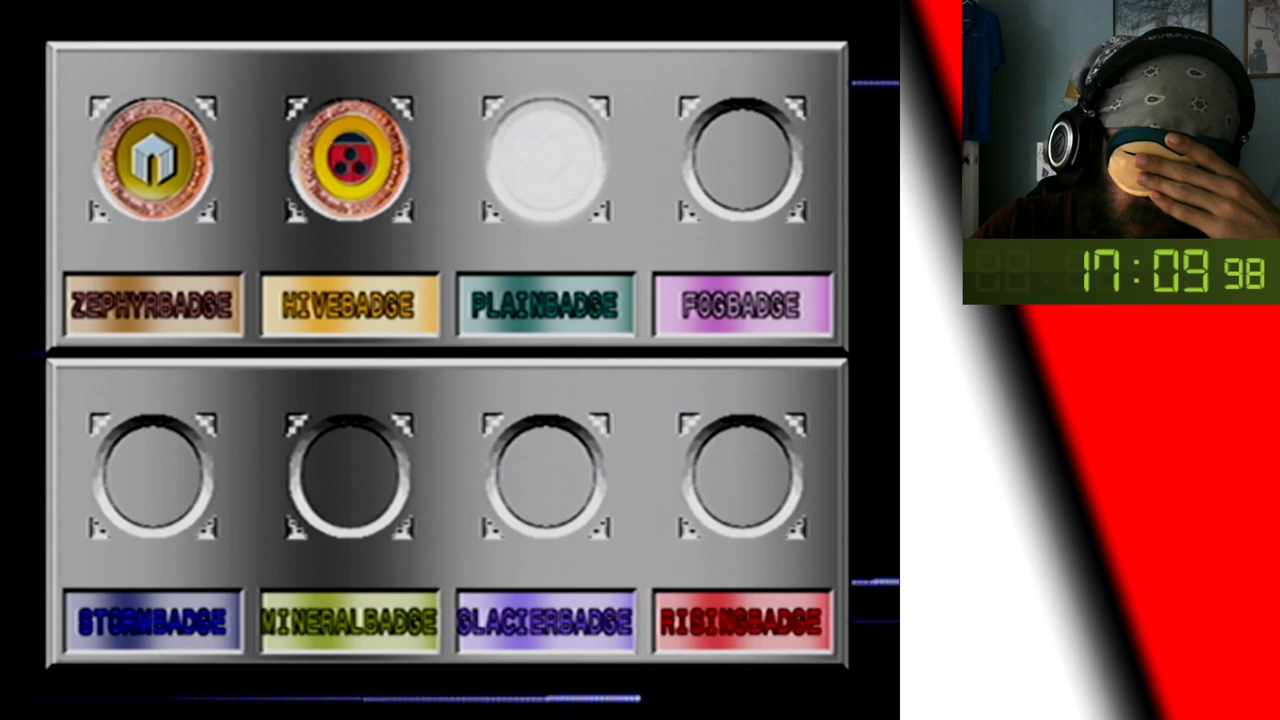 ZEPHYRBADGE HIVEBADGE PLAINBADGE FOGBADGE
STORMBADGE MINERALBADGE GLACIERBADGE RISINGBADGE
17:09 98